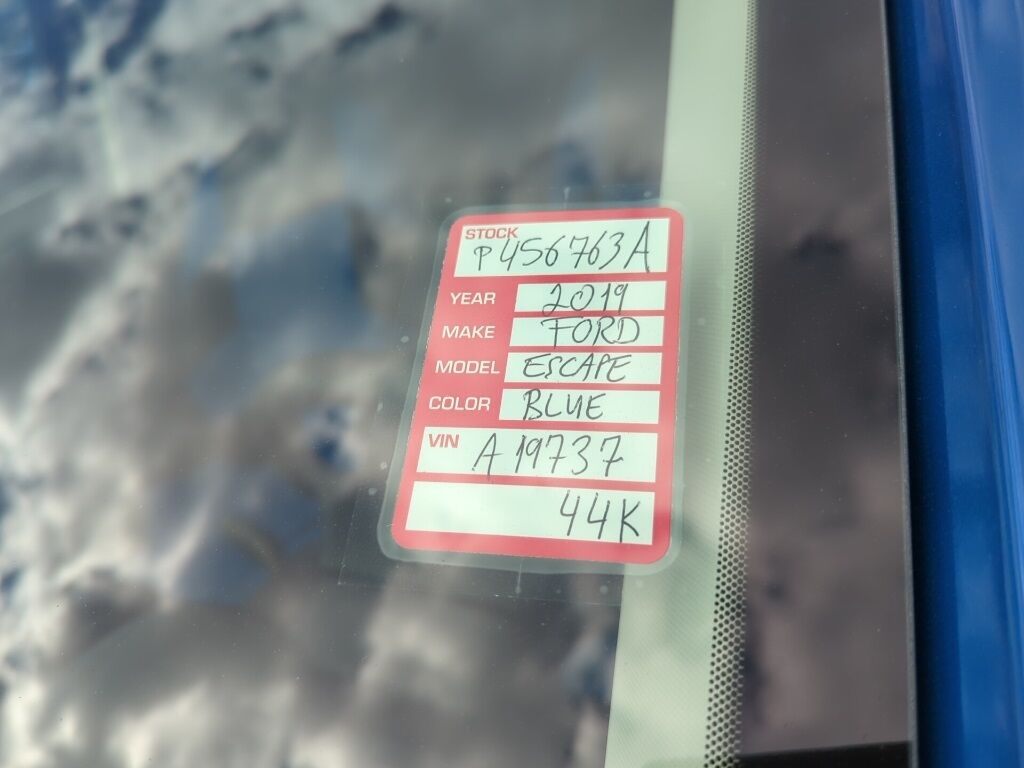 STOCK
P456763A
YEAR 2019
MAKE FORD
MODEL ESCAPE
COLOR BLUE
VIN
A19737
44K